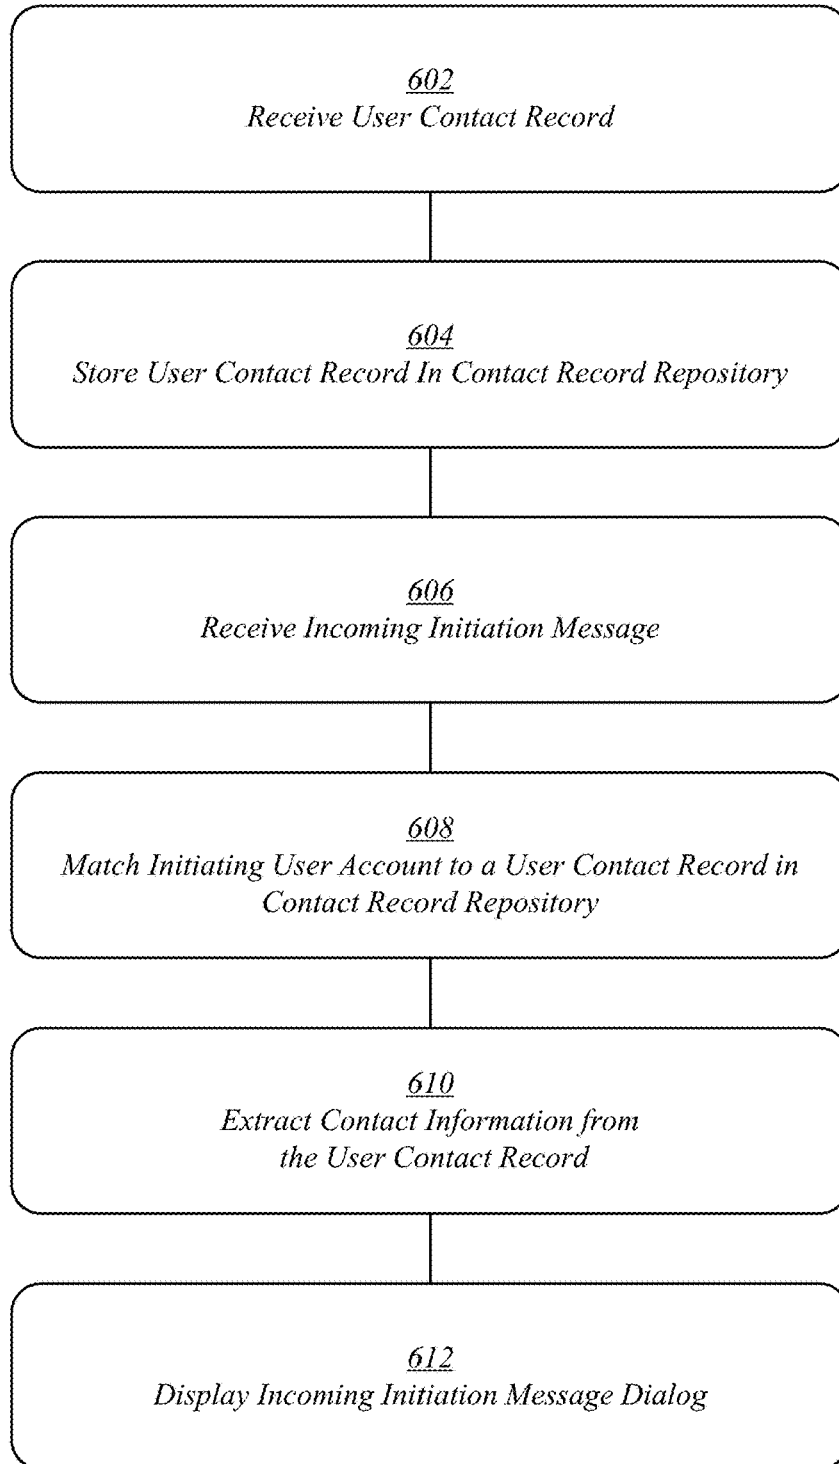 602
Receive User Contact Record
604
Store User Contact Record In Contact Record Repository
606
Receive Incoming Initiation Message
608
Match Initiating User Account to a User Contact Record in
Contact Record Repository
610
Extract Contact Information from
the User Contact Record
612
Display Incoming Initiation Message Dialog